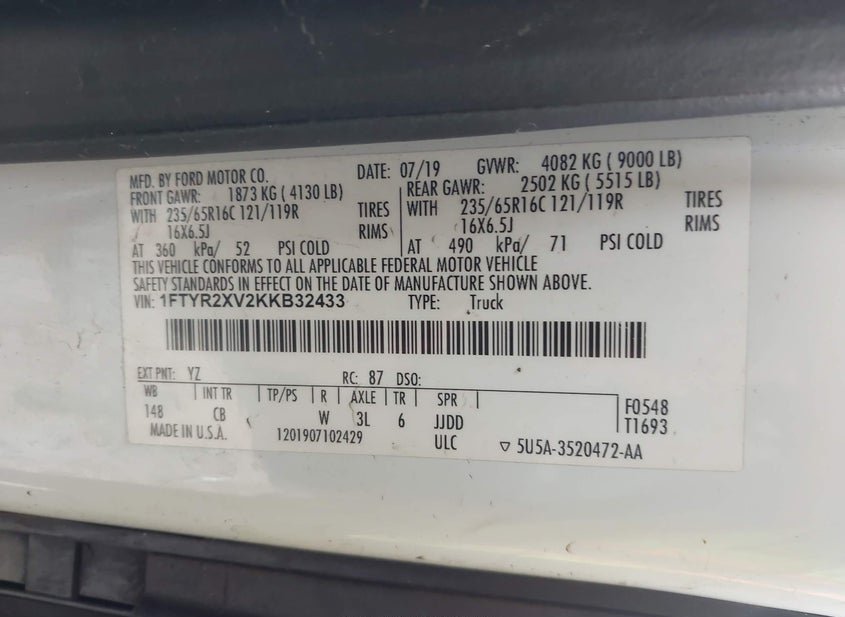 MFD. BY FORD MOTOR CO. DATE: 07/19 GVWR: 4082 KG ( 9000 LB)
FRONT GAWR: 1873 KG ( 4130 LB) REAR GAWR: 2502 KG ( 5515 LB)
WITH 235/65R16C 121/119R TIRES WITH 235/65R16C 121/119R TIRES
16X6.5J RIMS 16X6.5J RIMS
AT 360 kPa/ 52 PSI COLD AT 490 kPa/ 71 PSI COLD
THIS VEHICLE CONFORMS TO ALL APPLICABLE FEDERAL MOTOR VEHICLE
SAFETY STANDARDS IN EFFECT ON THE DATE OF MANUFACTURE SHOWN ABOVE.
VIN: 1FTYR2XV2KKB32433 TYPE: Truck
EXT PNT: YZ RC: 87 DSO:
WB INT TR TP/PS R AXLE TR SPR F0548
148 CB W 3L 6 JJDD T1693
MADE IN U.S.A. 1201907102429 ULC ▽ 5U5A-3520472-AA